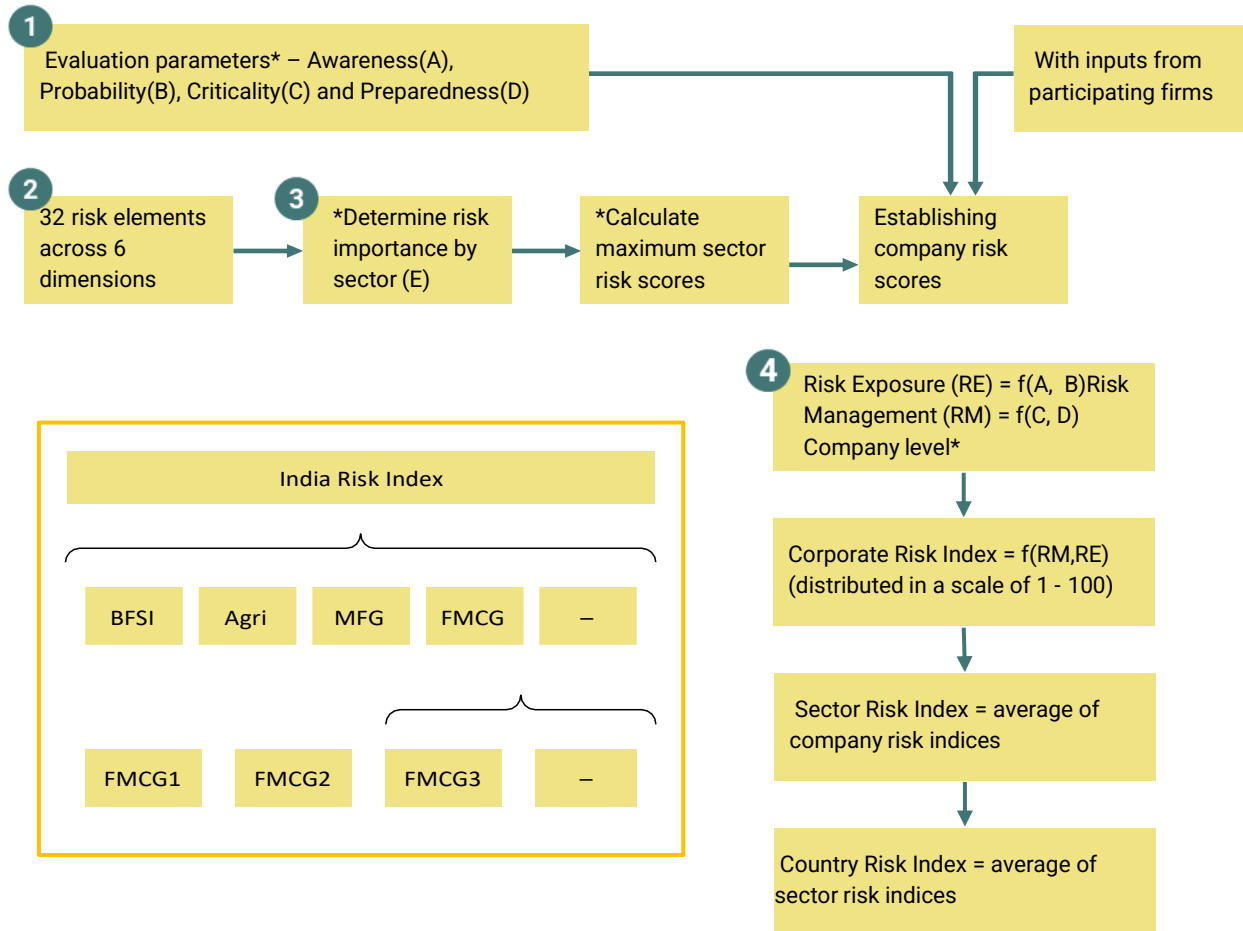 1
Evaluation parameters* – Awareness(A),
Probability(B), Criticality(C) and Preparedness(D)
With inputs from
participating firms
2
32 risk elements
across 6
dimensions
3
*Determine risk
importance by
sector (E)
*Calculate
maximum sector
risk scores
Establishing
company risk
scores
4
Risk Exposure (RE) = f(A, B)Risk
Management (RM) = f(C, D)
Company level*
Corporate Risk Index = f(RM,RE)
(distributed in a scale of 1 - 100)
Sector Risk Index = average of
company risk indices
Country Risk Index = average of
sector risk indices
India Risk Index
BFSI
Agri
MFG
FMCG
–
FMCG1
FMCG2
FMCG3
–